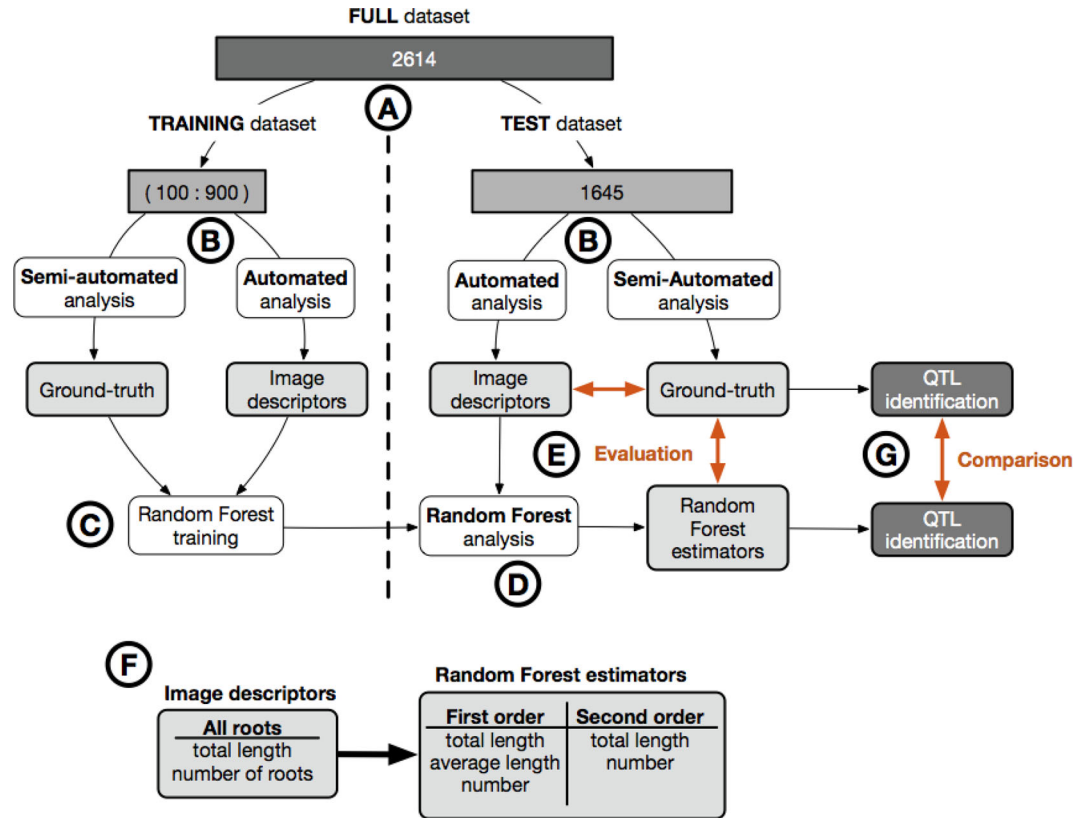 FULL dataset
2614
A
TRAINING dataset
TEST dataset
( 100 : 900 )
1645
B
B
Semi-automated
analysis
Automated
analysis
Automated
analysis
Semi-Automated
analysis
Ground-truth
Image
descriptors
Image
descriptors
Ground-truth
QTL
identification
E
Evaluation
G
Comparison
C
Random Forest
training
Random Forest
analysis
Random
Forest
estimators
QTL
identification
D
F
Image descriptors
All roots
total length
number of roots
Random Forest estimators
First order
total length
average length
number
Second order
total length
number